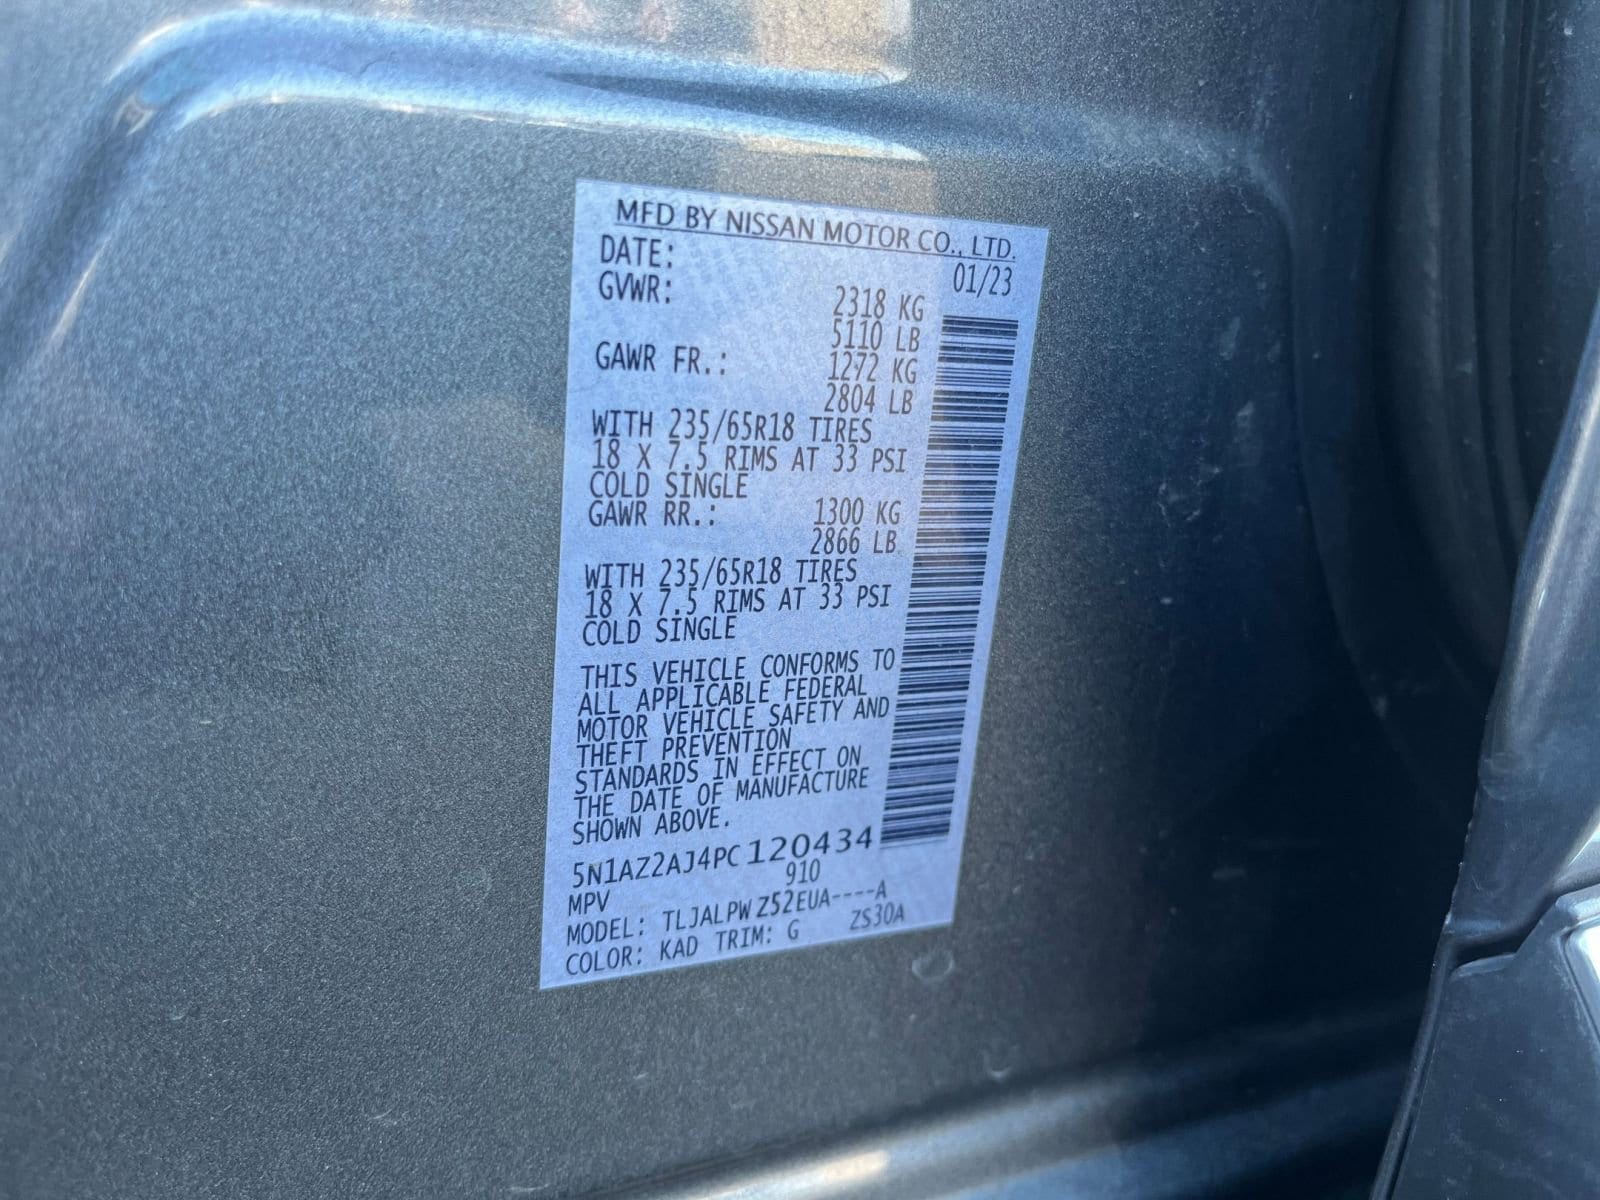 MFD BY NISSAN MOTOR CO., LTD.
DATE: 01/23
GVWR: 2318 KG
5110 LB
GAWR FR.: 1272 KG
2804 LB
WITH 235/65R18 TIRES
18 X 7.5 RIMS AT 33 PSI
COLD SINGLE
GAWR RR.: 1300 KG
2866 LB
WITH 235/65R18 TIRES
18 X 7.5 RIMS AT 33 PSI
COLD SINGLE
THIS VEHICLE CONFORMS TO
ALL APPLICABLE FEDERAL
MOTOR VEHICLE SAFETY AND
THEFT PREVENTION
STANDARDS IN EFFECT ON
THE DATE OF MANUFACTURE
SHOWN ABOVE.
5N1AZ2AJ4PC120434
MPV 910
MODEL: TLJALPWZ52EUA----A
COLOR: KAD TRIM: G ZS30A